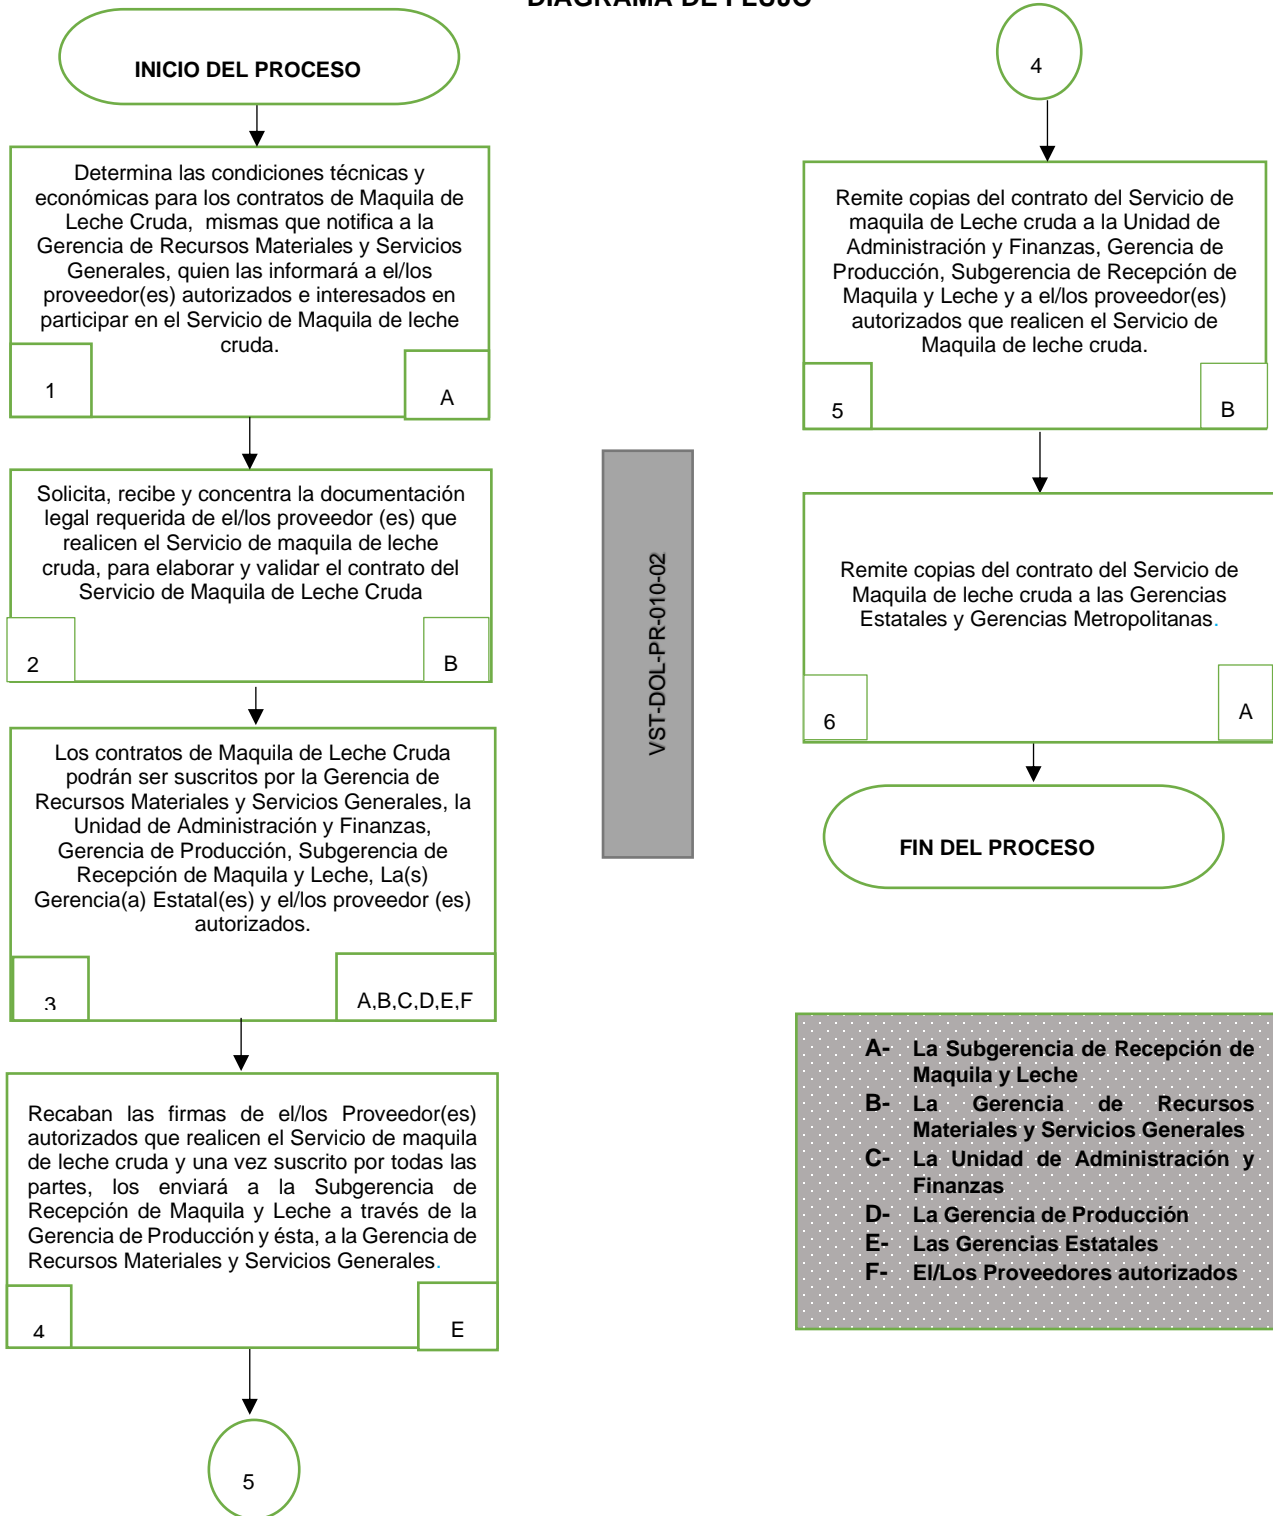 DIAGRAMA DE FLUJO
INICIO DEL PROCESO
Determina las condiciones técnicas y
económicas para los contratos de Maquila de
Leche Cruda, mismas que notifica a la
Gerencia de Recursos Materiales y Servicios
Generales, quien las informará a el/los
proveedor(es) autorizados e interesados en
participar en el Servicio de Maquila de leche
cruda.
1
A
Solicita, recibe y concentra la documentación
legal requerida de el/los proveedor (es) que
realicen el Servicio de maquila de leche
cruda, para elaborar y validar el contrato del
Servicio de Maquila de Leche Cruda
2
B
Los contratos de Maquila de Leche Cruda
podrán ser suscritos por la Gerencia de
Recursos Materiales y Servicios Generales, la
Unidad de Administración y Finanzas,
Gerencia de Producción, Subgerencia de
Recepción de Maquila y Leche, La(s)
Gerencia(a) Estatal(es) y el/los proveedor (es)
autorizados.
3
A,B,C,D,E,F
Recaban las firmas de el/los Proveedor(es)
autorizados que realicen el Servicio de maquila
de leche cruda y una vez suscrito por todas las
partes, los enviará a la Subgerencia de
Recepción de Maquila y Leche a través de la
Gerencia de Producción y ésta, a la Gerencia de
Recursos Materiales y Servicios Generales.
4
E
5
VST-DOL-PR-010-02
4
Remite copias del contrato del Servicio de
maquila de Leche cruda a la Unidad de
Administración y Finanzas, Gerencia de
Producción, Subgerencia de Recepción de
Maquila y Leche y a el/los proveedor(es)
autorizados que realicen el Servicio de
Maquila de leche cruda.
5
B
Remite copias del contrato del Servicio de
Maquila de leche cruda a las Gerencias
Estatales y Gerencias Metropolitanas.
6
A
FIN DEL PROCESO
A- La Subgerencia de Recepción de
Maquila y Leche
B- La Gerencia de Recursos
Materiales y Servicios Generales
C- La Unidad de Administración y
Finanzas
D- La Gerencia de Producción
E- Las Gerencias Estatales
F- El/Los Proveedores autorizados